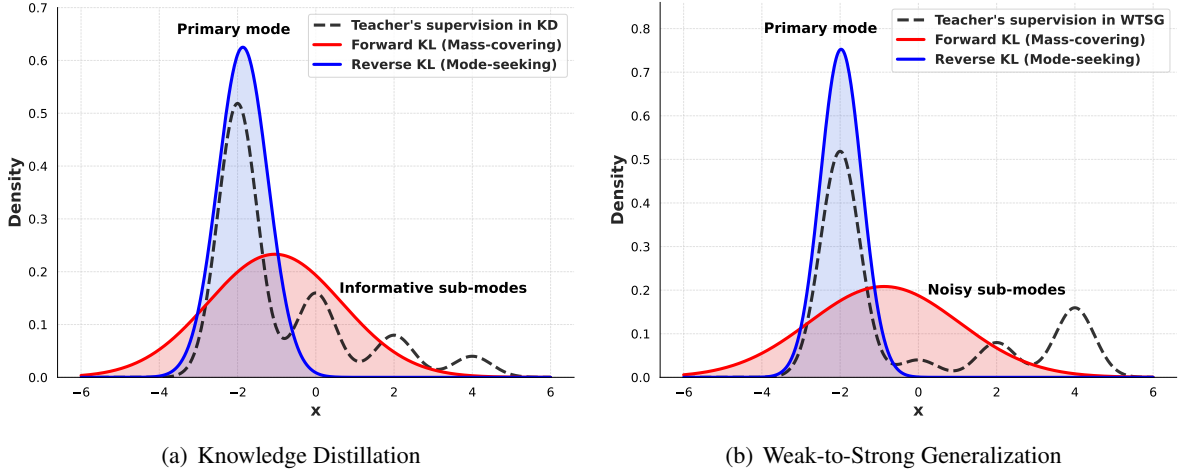 0.7
0.6
0.5
0.4
0.3
0.2
0.1
0.0
Density
−6
−4
−2
0
2
4
6
x
Primary mode
Teacher's supervision in KD
Forward KL (Mass-covering)
Reverse KL (Mode-seeking)
Informative sub-modes
(a) Knowledge Distillation
0.8
0.7
0.6
0.5
0.4
0.3
0.2
0.1
0.0
Density
−6
−4
−2
0
2
4
6
x
Primary mode
Teacher's supervision in WTSG
Forward KL (Mass-covering)
Reverse KL (Mode-seeking)
Noisy sub-modes
(b) Weak-to-Strong Generalization